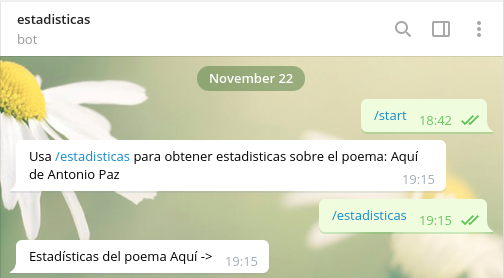 estadisticas
bot
November 22
/start 18:42
Usa /estadisticas para obtener estadisticas sobre el poema: Aquí
de Antonio Paz
19:15
/estadisticas 19:15
Estadísticas del poema Aquí -> 19:15